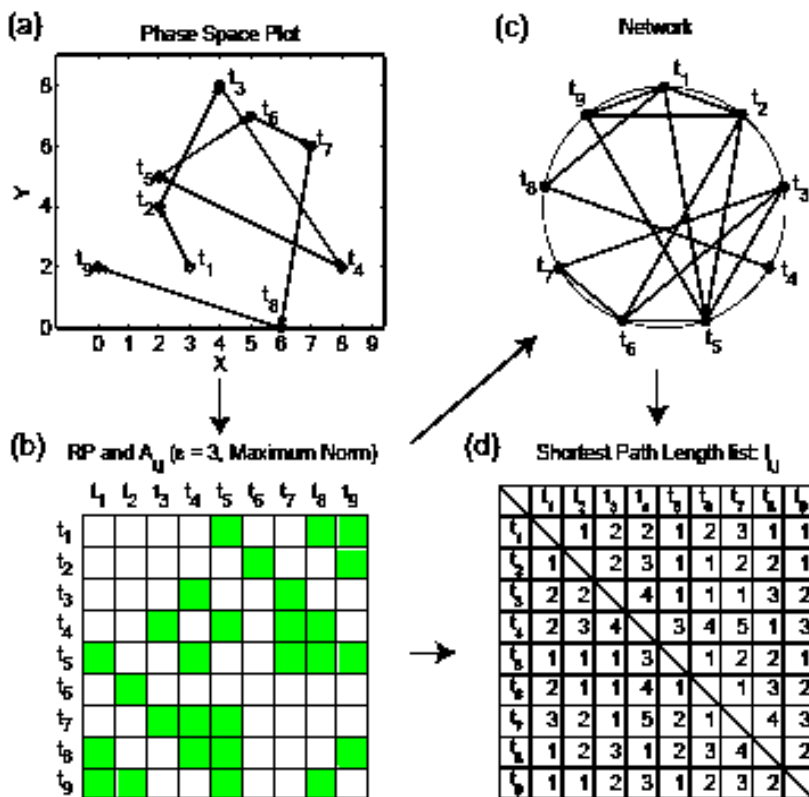 (a)
Phase Space Plot
8
6
4
2
0
Y
0 1 2 3 4 5 6 7 8 9
X
t3
t6
t7
t5
t2
t1
t9
t4
t8
(c)
Network
t1
t9
t2
t8
t3
t7
t4
t6
t5
(b)
RP and Aij (ε = 3, Maximum Norm)
t1 t2 t3 t4 t5 t6 t7 t8 t9
t1
t2
t3
t4
t5
t6
t7
t8
t9
(d)
Shortest Path Length list: lij
t1 t2 t3 t4 t5 t6 t7 t8 t9
t1 1 2 2 1 2 3 1 1
t2 1 2 3 1 1 2 2 1
t3 2 2 4 1 1 1 3 2
t4 2 3 4 3 4 5 1 3
t5 1 1 1 3 1 2 2 1
t6 2 1 1 4 1 1 3 2
t7 3 2 1 5 2 1 4 3
t8 1 2 3 1 2 3 4 2
t9 1 1 2 3 1 2 3 2